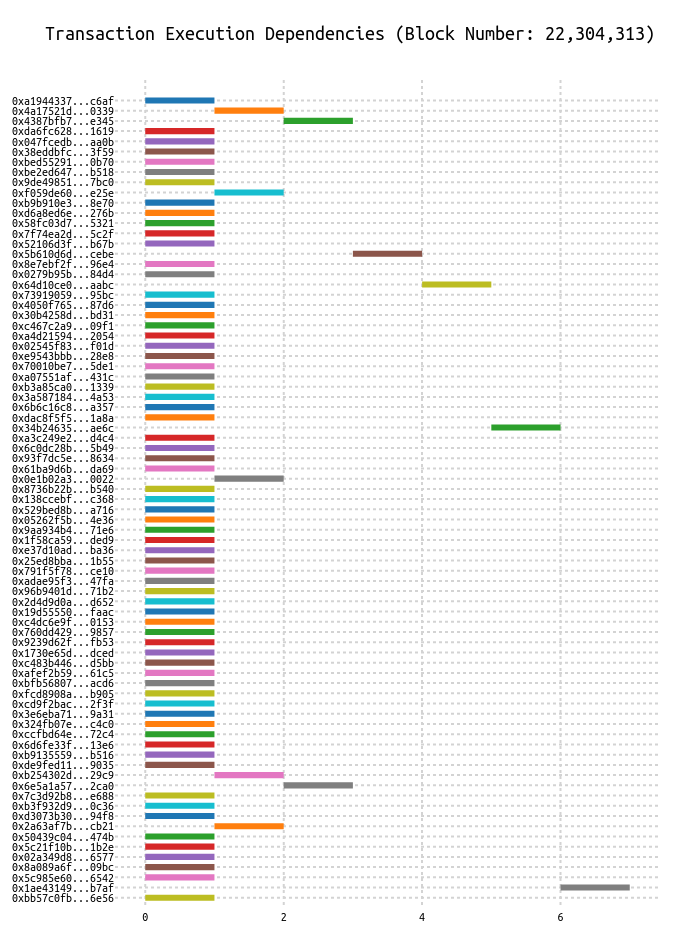 Transaction Execution Dependencies (Block Number: 22,304,313)
0xa1944337...c6af
0x4a17521d...0339
0x4387bfb7...e345
0xda6fc628...1619
0x047fcedb...aa0b
0x38eddbfc...3f59
0xbed55291...0b70
0xbe2ed647...b518
0x9de49851...7bc0
0xf059de60...e25e
0xb9b910e3...8e70
0xd6a8ed6e...276b
0x58fc03d7...5321
0x7f74ea2d...5c2f
0x52106d3f...b67b
0x5b610d6d...cebe
0x8e7ebf2f...96e4
0x0279b95b...84d4
0x64d10ce0...aabc
0x73919059...95bc
0x4050f765...87d6
0x30b4258d...bd31
0xc467c2a9...09f1
0xa4d21594...2054
0x02545f83...f01d
0xe9543bbb...28e8
0x70010be7...5de1
0xa07551af...431c
0xb3a85ca0...1339
0x3a587184...4a53
0x6b6c16c8...a357
0xdac8f5f5...1a8a
0x34b24635...ae6c
0xa3c249e2...d4c4
0x6c0dc28b...5b49
0x93f7dc5e...8634
0x61ba9d6b...da69
0x0e1b02a3...0022
0x8736b22b...b540
0x138ccebf...c368
0x529bed8b...a716
0x05262f5b...4e36
0x9aa934b4...71e6
0x1f58ca59...ded9
0xe37d10ad...ba36
0x25ed8bba...1b55
0x791f5f78...ce10
0xadae95f3...47fa
0x96b9401d...71b2
0x2d4d9d0a...d652
0x19d55550...faac
0xc4dc6e9f...0153
0x760dd429...9857
0x9239d62f...fb53
0x1730e65d...dced
0xc483b446...d5bb
0xafef2b59...61c5
0xbfb56807...acd6
0xfcd8908a...b905
0xcd9f2bac...2f3f
0x3e6eba71...9a31
0x324fb07e...c4c0
0xccfbd64e...72c4
0x6d6fe33f...13e6
0xb9135559...b516
0xde9fed11...9035
0xb254302d...29c9
0x6e5a1a57...2ca0
0x7c3d92b8...e688
0xb3f932d9...0c36
0xd3073b30...94f8
0x2a63af7b...cb21
0x50439c04...474b
0x5c21f10b...1b2e
0x02a349d8...6577
0x8a089a6f...09bc
0x5c985e60...6542
0x1ae43149...b7af
0xbb57c0fb...6e56
0 2 4 6